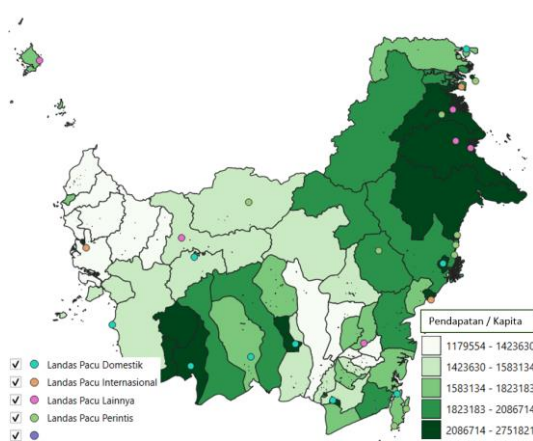 Landas Pacu Domestik
Landas Pacu Internasional
Landas Pacu Lainnya
Landas Pacu Perintis
Pendapatan / Kapita
1179554 - 1423630
1423630 - 1583134
1583134 - 1823183
1823183 - 2086714
2086714 - 2751821